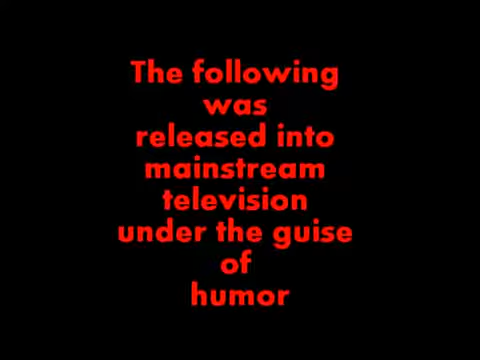 The following
was
released into
mainstream
television
under the guise
of
humor